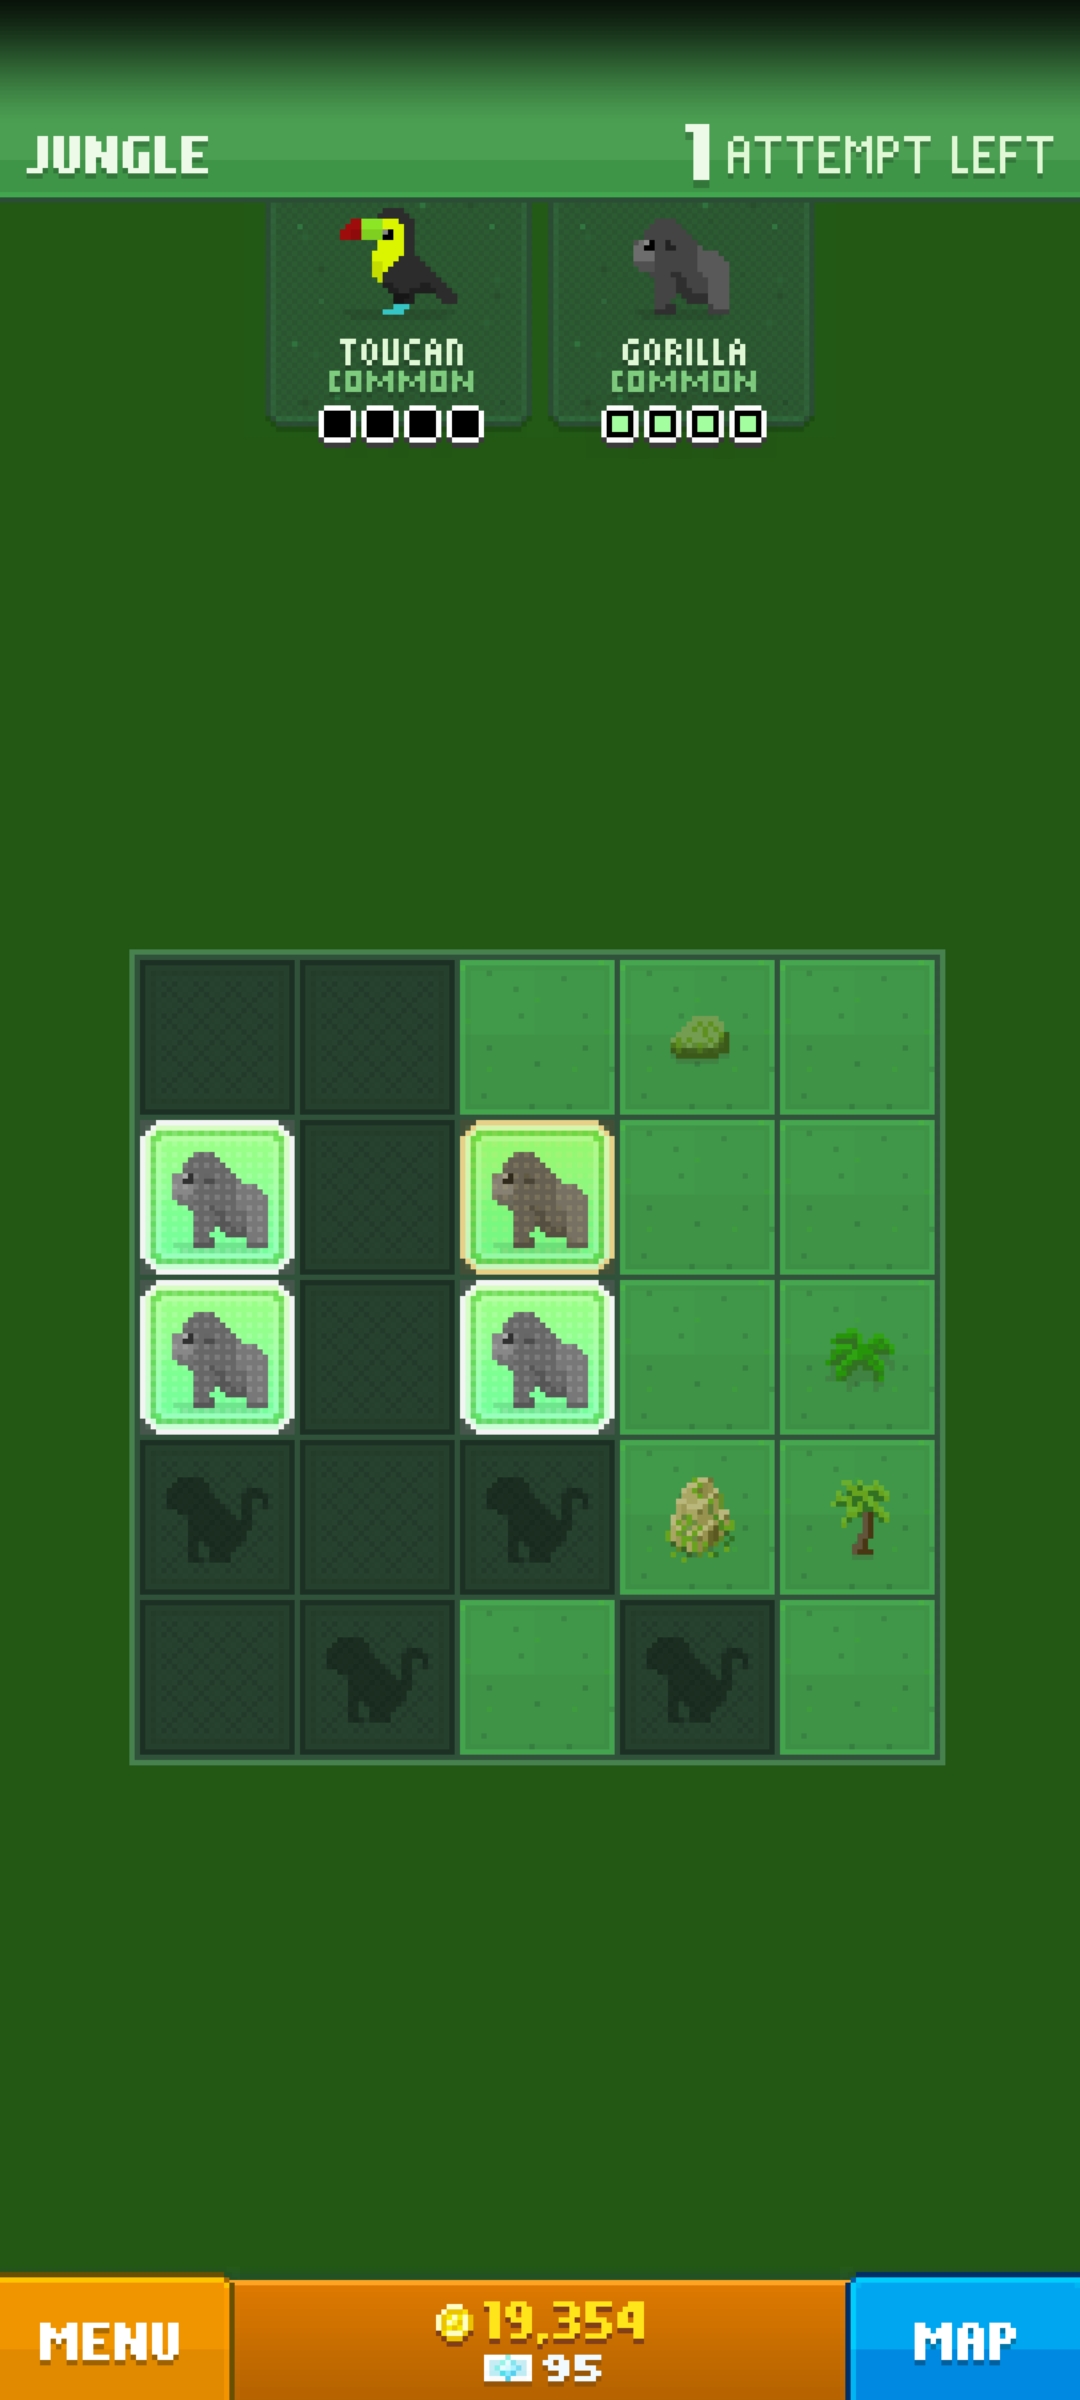 JUNGLE
1 ATTEMPT LEFT
TOUCAN
COMMON
GORILLA
COMMON
MENU
19,354
95
MAP